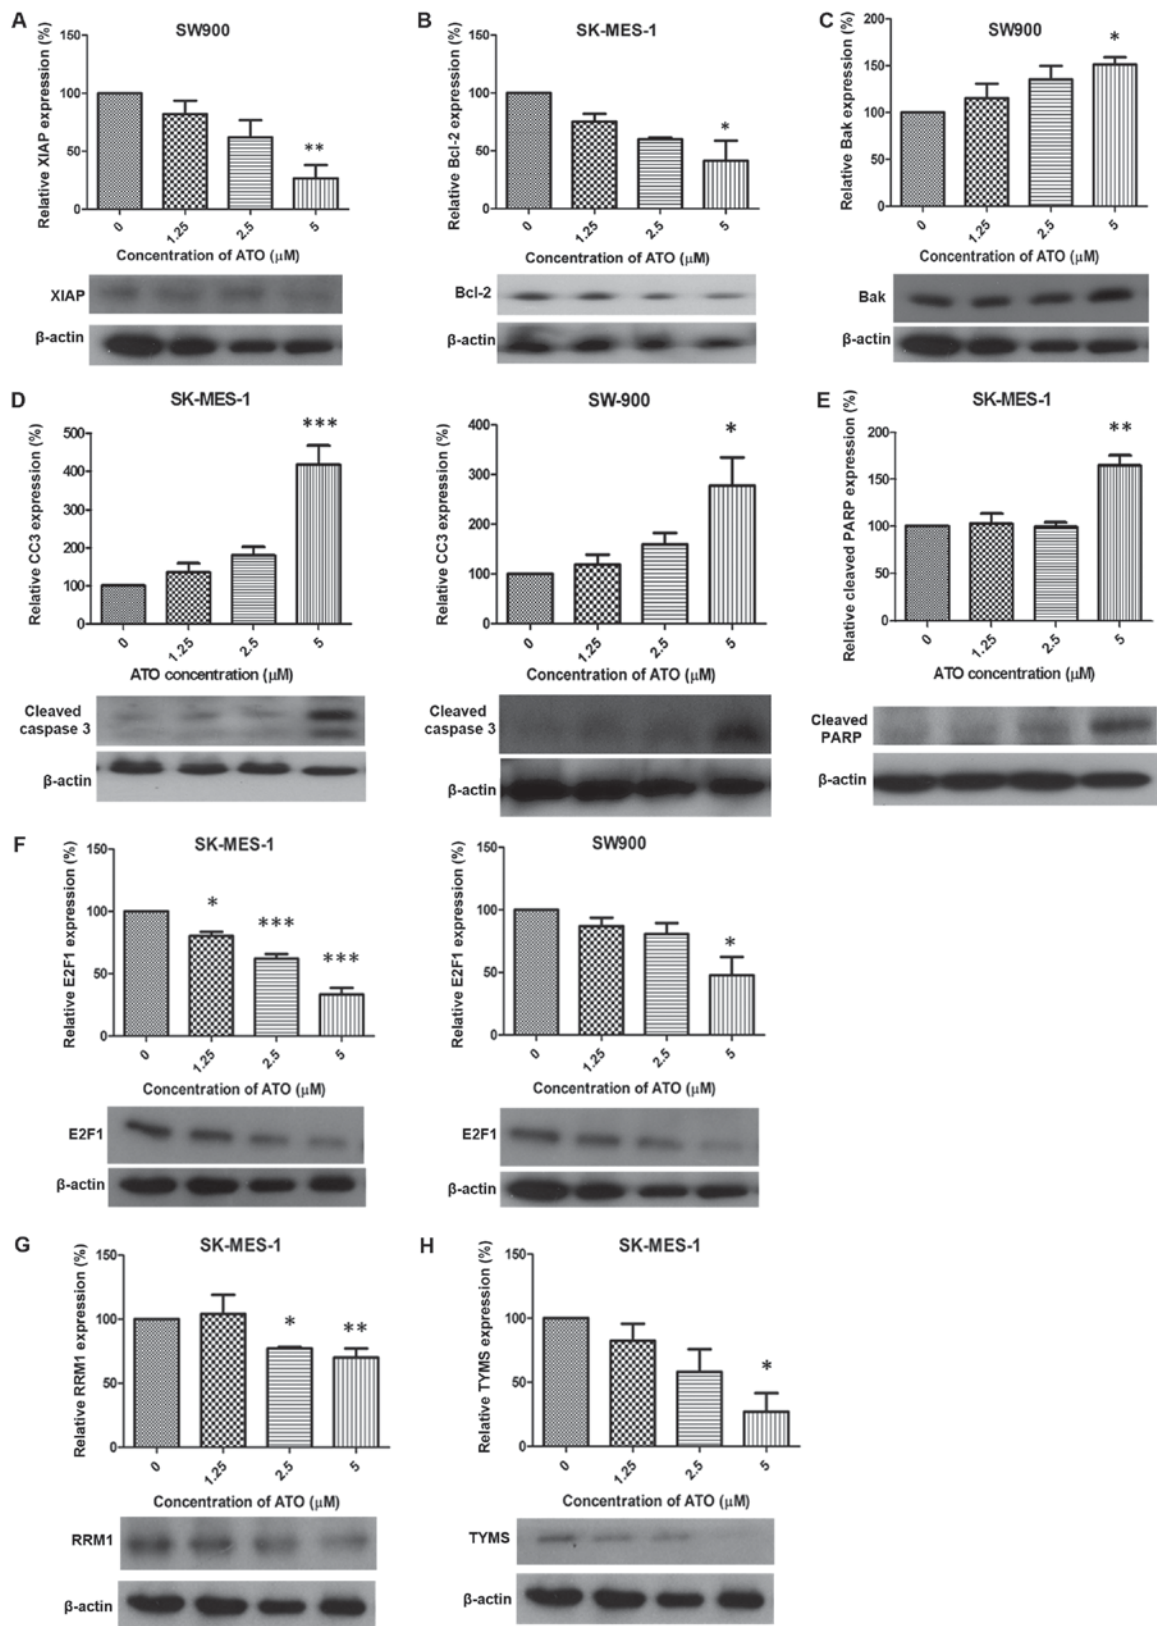 A
SW900
Relative XIAP expression (%)
150
100
50
0
**
0
1.25
2.5
5
Concentration of ATO (μM)
XIAP
β-actin
B
SK-MES-1
Relative Bcl-2 expression (%)
150
100
50
0
*
0
1.25
2.5
5
Concentration of ATO (μM)
Bcl-2
β-actin
C
SW900
Relative Bak expression (%)
200
150
100
50
0
*
0
1.25
2.5
5
Concentration of ATO (μM)
Bak
β-actin
D
SK-MES-1
Relative CC3 expression (%)
500
400
300
200
100
0
***
0
1.25
2.5
5
ATO concentration (μM)
Cleaved
caspase 3
β-actin
SW-900
Relative CC3 expression (%)
400
300
200
100
0
*
0
1.25
2.5
5
Concentration of ATO (μM)
Cleaved
caspase 3
β-actin
E
SK-MES-1
Relative cleaved PARP expression (%)
200
150
100
50
0
**
0
1.25
2.5
5
ATO concentration (μM)
Cleaved
PARP
β-actin
F
SK-MES-1
Relative E2F1 expression (%)
150
100
50
0
*
***
***
0
1.25
2.5
5
Concentration of ATO (μM)
E2F1
β-actin
SW900
Relative E2F1 expression (%)
150
100
50
0
*
0
1.25
2.5
5
Concentration of ATO (μM)
E2F1
β-actin
G
SK-MES-1
Relative RRM1 expression (%)
150
100
50
0
*
**
0
1.25
2.5
5
Concentration of ATO (μM)
RRM1
β-actin
H
SK-MES-1
Relative TYMS expression (%)
150
100
50
0
*
0
1.25
2.5
5
Concentration of ATO (μM)
TYMS
β-actin